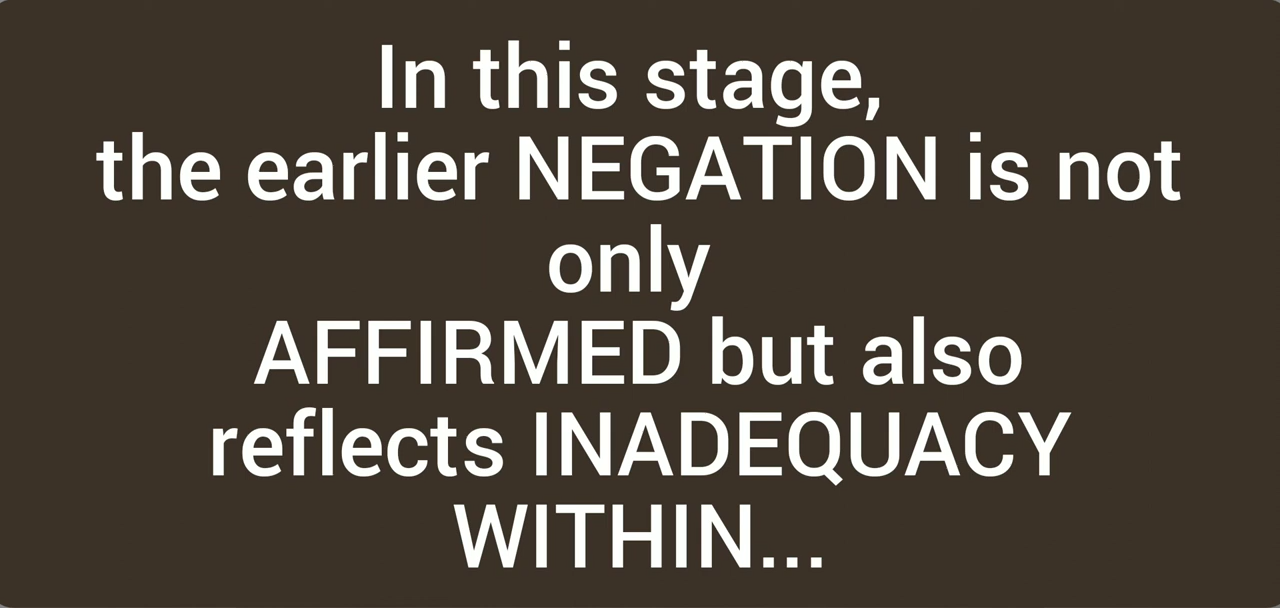 In this stage,
the earlier NEGATION is not
only
AFFIRMED but also
reflects INADEQUACY
WITHIN...